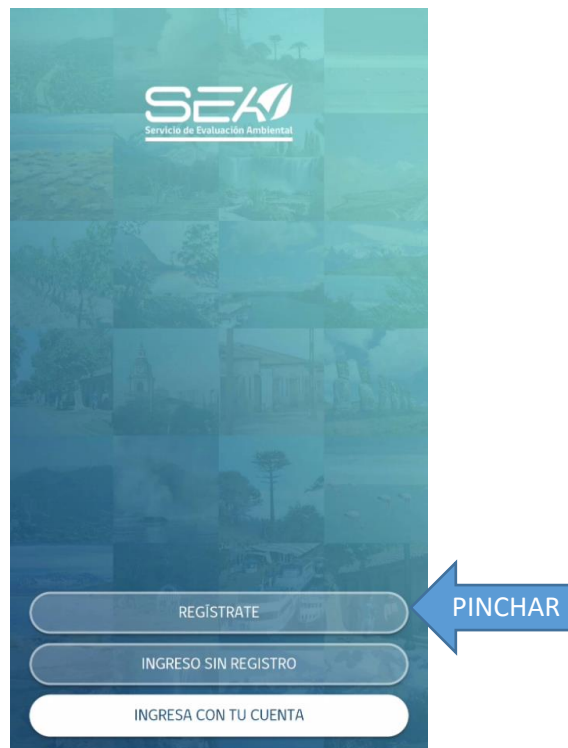 SEA
Servicio de Evaluación Ambiental
REGÍSTRATE
PINCHAR
INGRESO SIN REGISTRO
INGRESA CON TU CUENTA